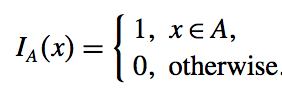 I_A(x) = { 1, x ∈ A,
0, otherwise.